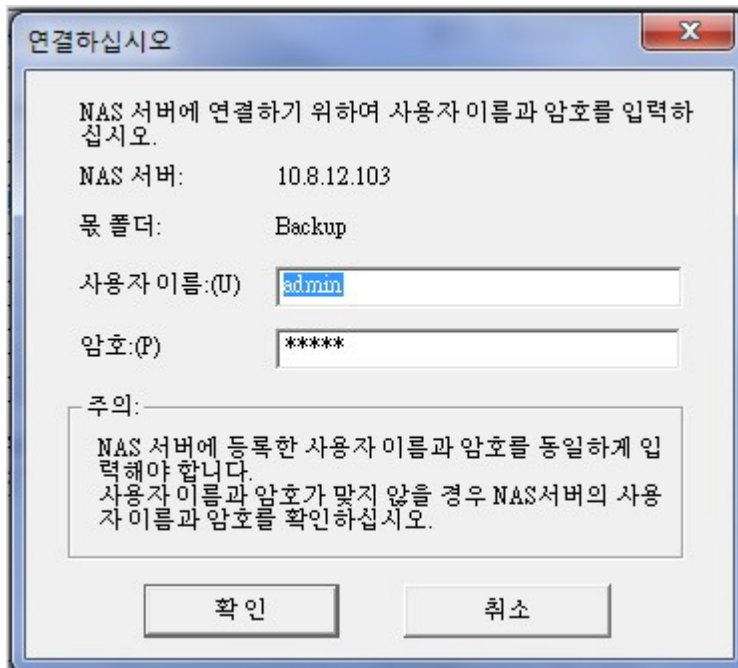 연결하십시오
NAS 서버에 연결하기 위하여 사용자 이름과 암호를 입력하
십시오.
NAS 서버: 10.8.12.103
몫 폴더: Backup
사용자 이름:(U) admin
암호:(P) *****
주의:
NAS 서버에 등록한 사용자 이름과 암호를 동일하게 입
력해야 합니다.
사용자 이름과 암호가 맞지 않을 경우 NAS서버의 사용
자 이름과 암호를 확인하십시오.
확 인 취소